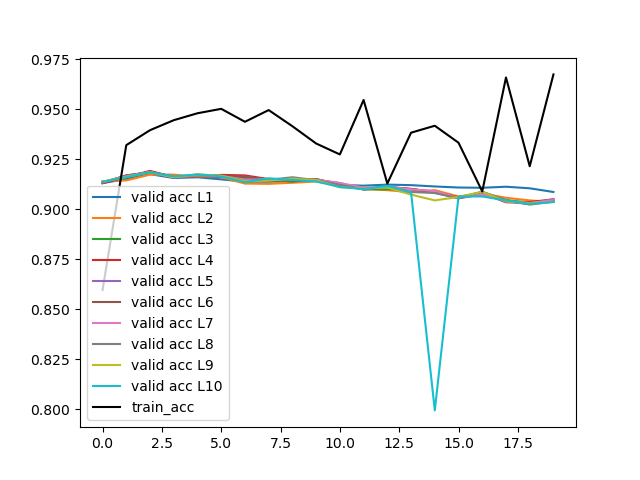 0.975
0.950
0.925
0.900
0.875
0.850
0.825
0.800
valid acc L1
valid acc L2
valid acc L3
valid acc L4
valid acc L5
valid acc L6
valid acc L7
valid acc L8
valid acc L9
valid acc L10
train_acc
0.0 2.5 5.0 7.5 10.0 12.5 15.0 17.5